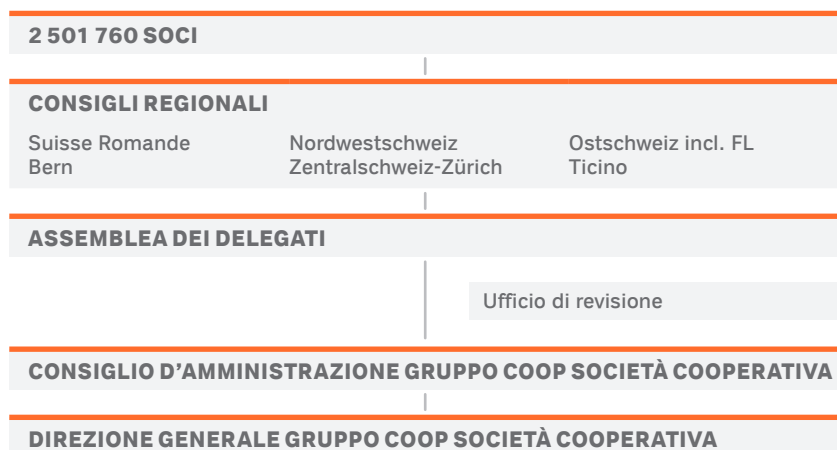 2 501 760 SOCI
CONSIGLI REGIONALI
Suisse Romande Nordwestschweiz Ostschweiz incl. FL
Bern Zentralschweiz-Zürich Ticino
ASSEMBLEA DEI DELEGATI
Ufficio di revisione
CONSIGLIO D’AMMINISTRAZIONE GRUPPO COOP SOCIETÀ COOPERATIVA
DIREZIONE GENERALE GRUPPO COOP SOCIETÀ COOPERATIVA